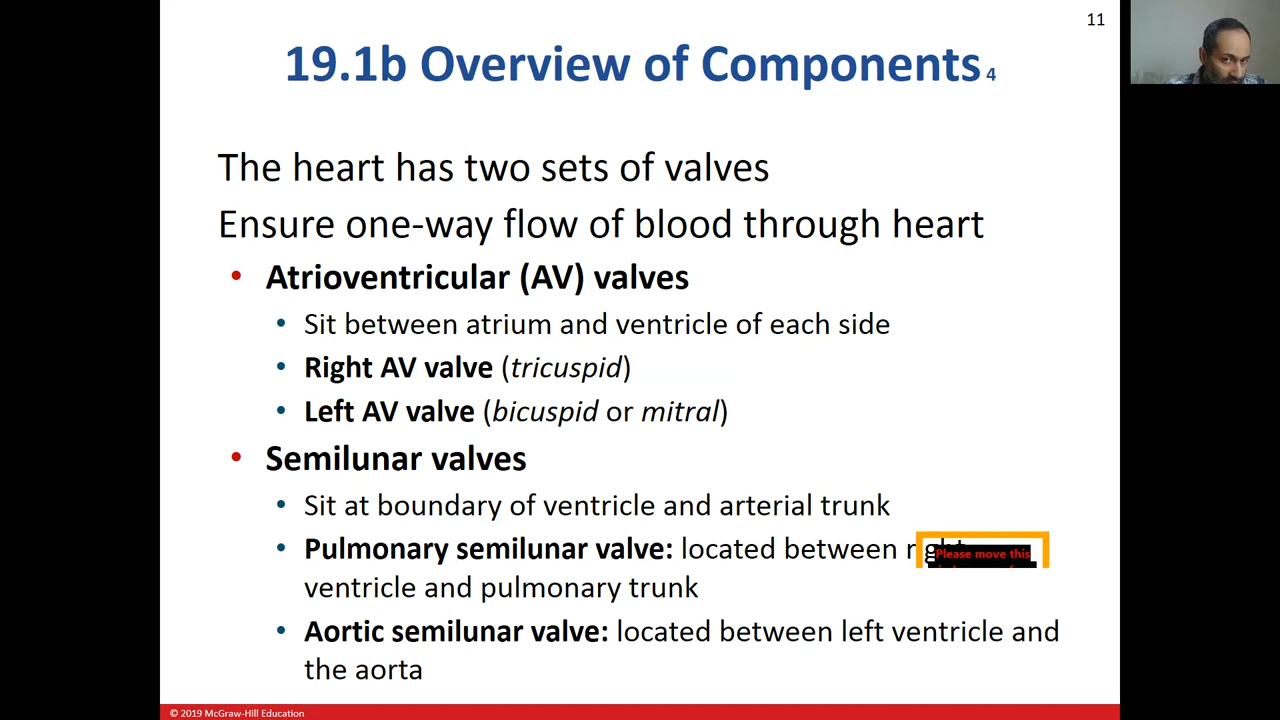 11
19.1b Overview of Components 4
The heart has two sets of valves
Ensure one-way flow of blood through heart
• Atrioventricular (AV) valves
• Sit between atrium and ventricle of each side
• Right AV valve (tricuspid)
• Left AV valve (bicuspid or mitral)
• Semilunar valves
• Sit at boundary of ventricle and arterial trunk
• Pulmonary semilunar valve: located between right
Please move this
ventricle and pulmonary trunk
• Aortic semilunar valve: located between left ventricle and
the aorta
© 2019 McGraw-Hill Education